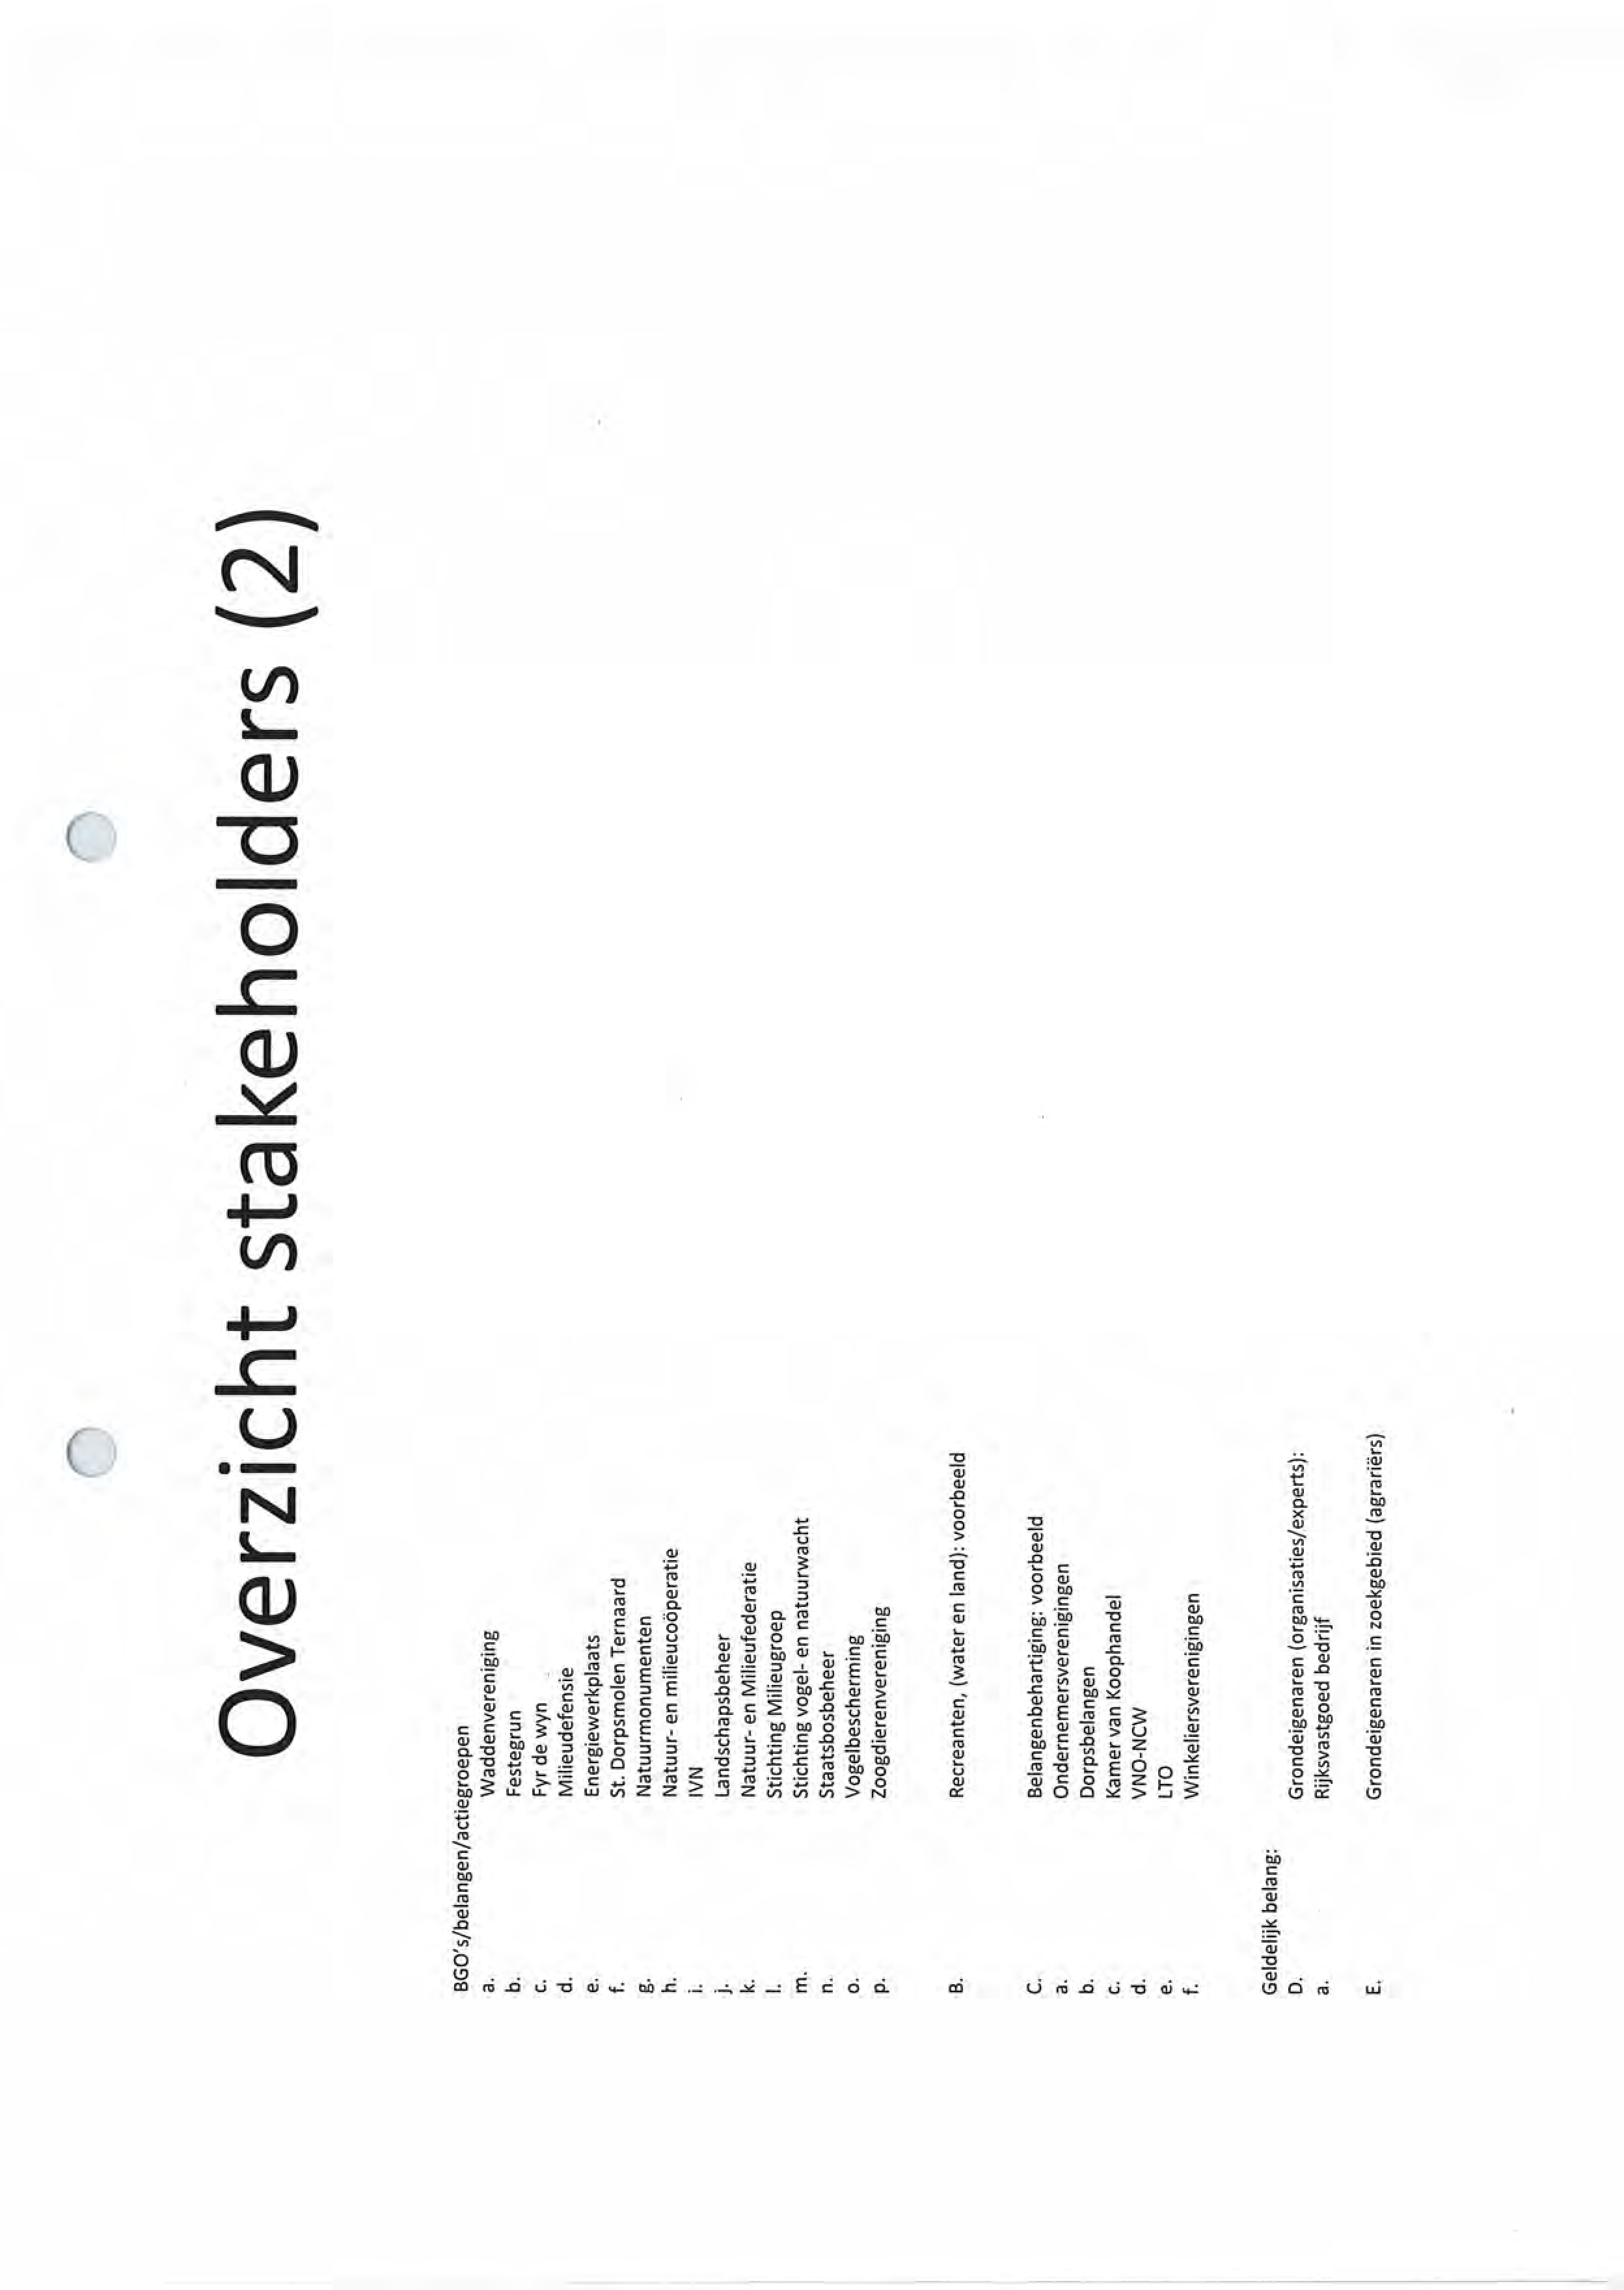 Overzicht stakeholders (2)
BGO's/belangen/actiegroepen
a. Waddenvereniging
b. Festegrun
c. Fyr de wyn
d. Milieudefensie
e. Energiewerkplaats
f. St. Dorpsmolen Ternaard
g. Natuurmonumenten
h. Natuur- en milieucoöperatie
i. IVN
j. Landschapsbeheer
k. Natuur- en Milieufederatie
l. Stichting Milieugroep
m. Stichting vogel- en natuurwacht
n. Staatsbosbeheer
o. Vogelbescherming
p. Zoogdierenvereniging
B. Recreanten, (water en land): voorbeeld
C. Belangenbehartiging: voorbeeld
a. Ondernemersverenigingen
b. Dorpsbelangen
c. Kamer van Koophandel
d. VNO-NCW
e. LTO
f. Winkeliersverenigingen
Geldelijk belang:
D. Grondeigenaren (organisaties/experts):
a. Rijksvastgoed bedrijf
E. Grondeigenaren in zoekgebied (agrariërs)